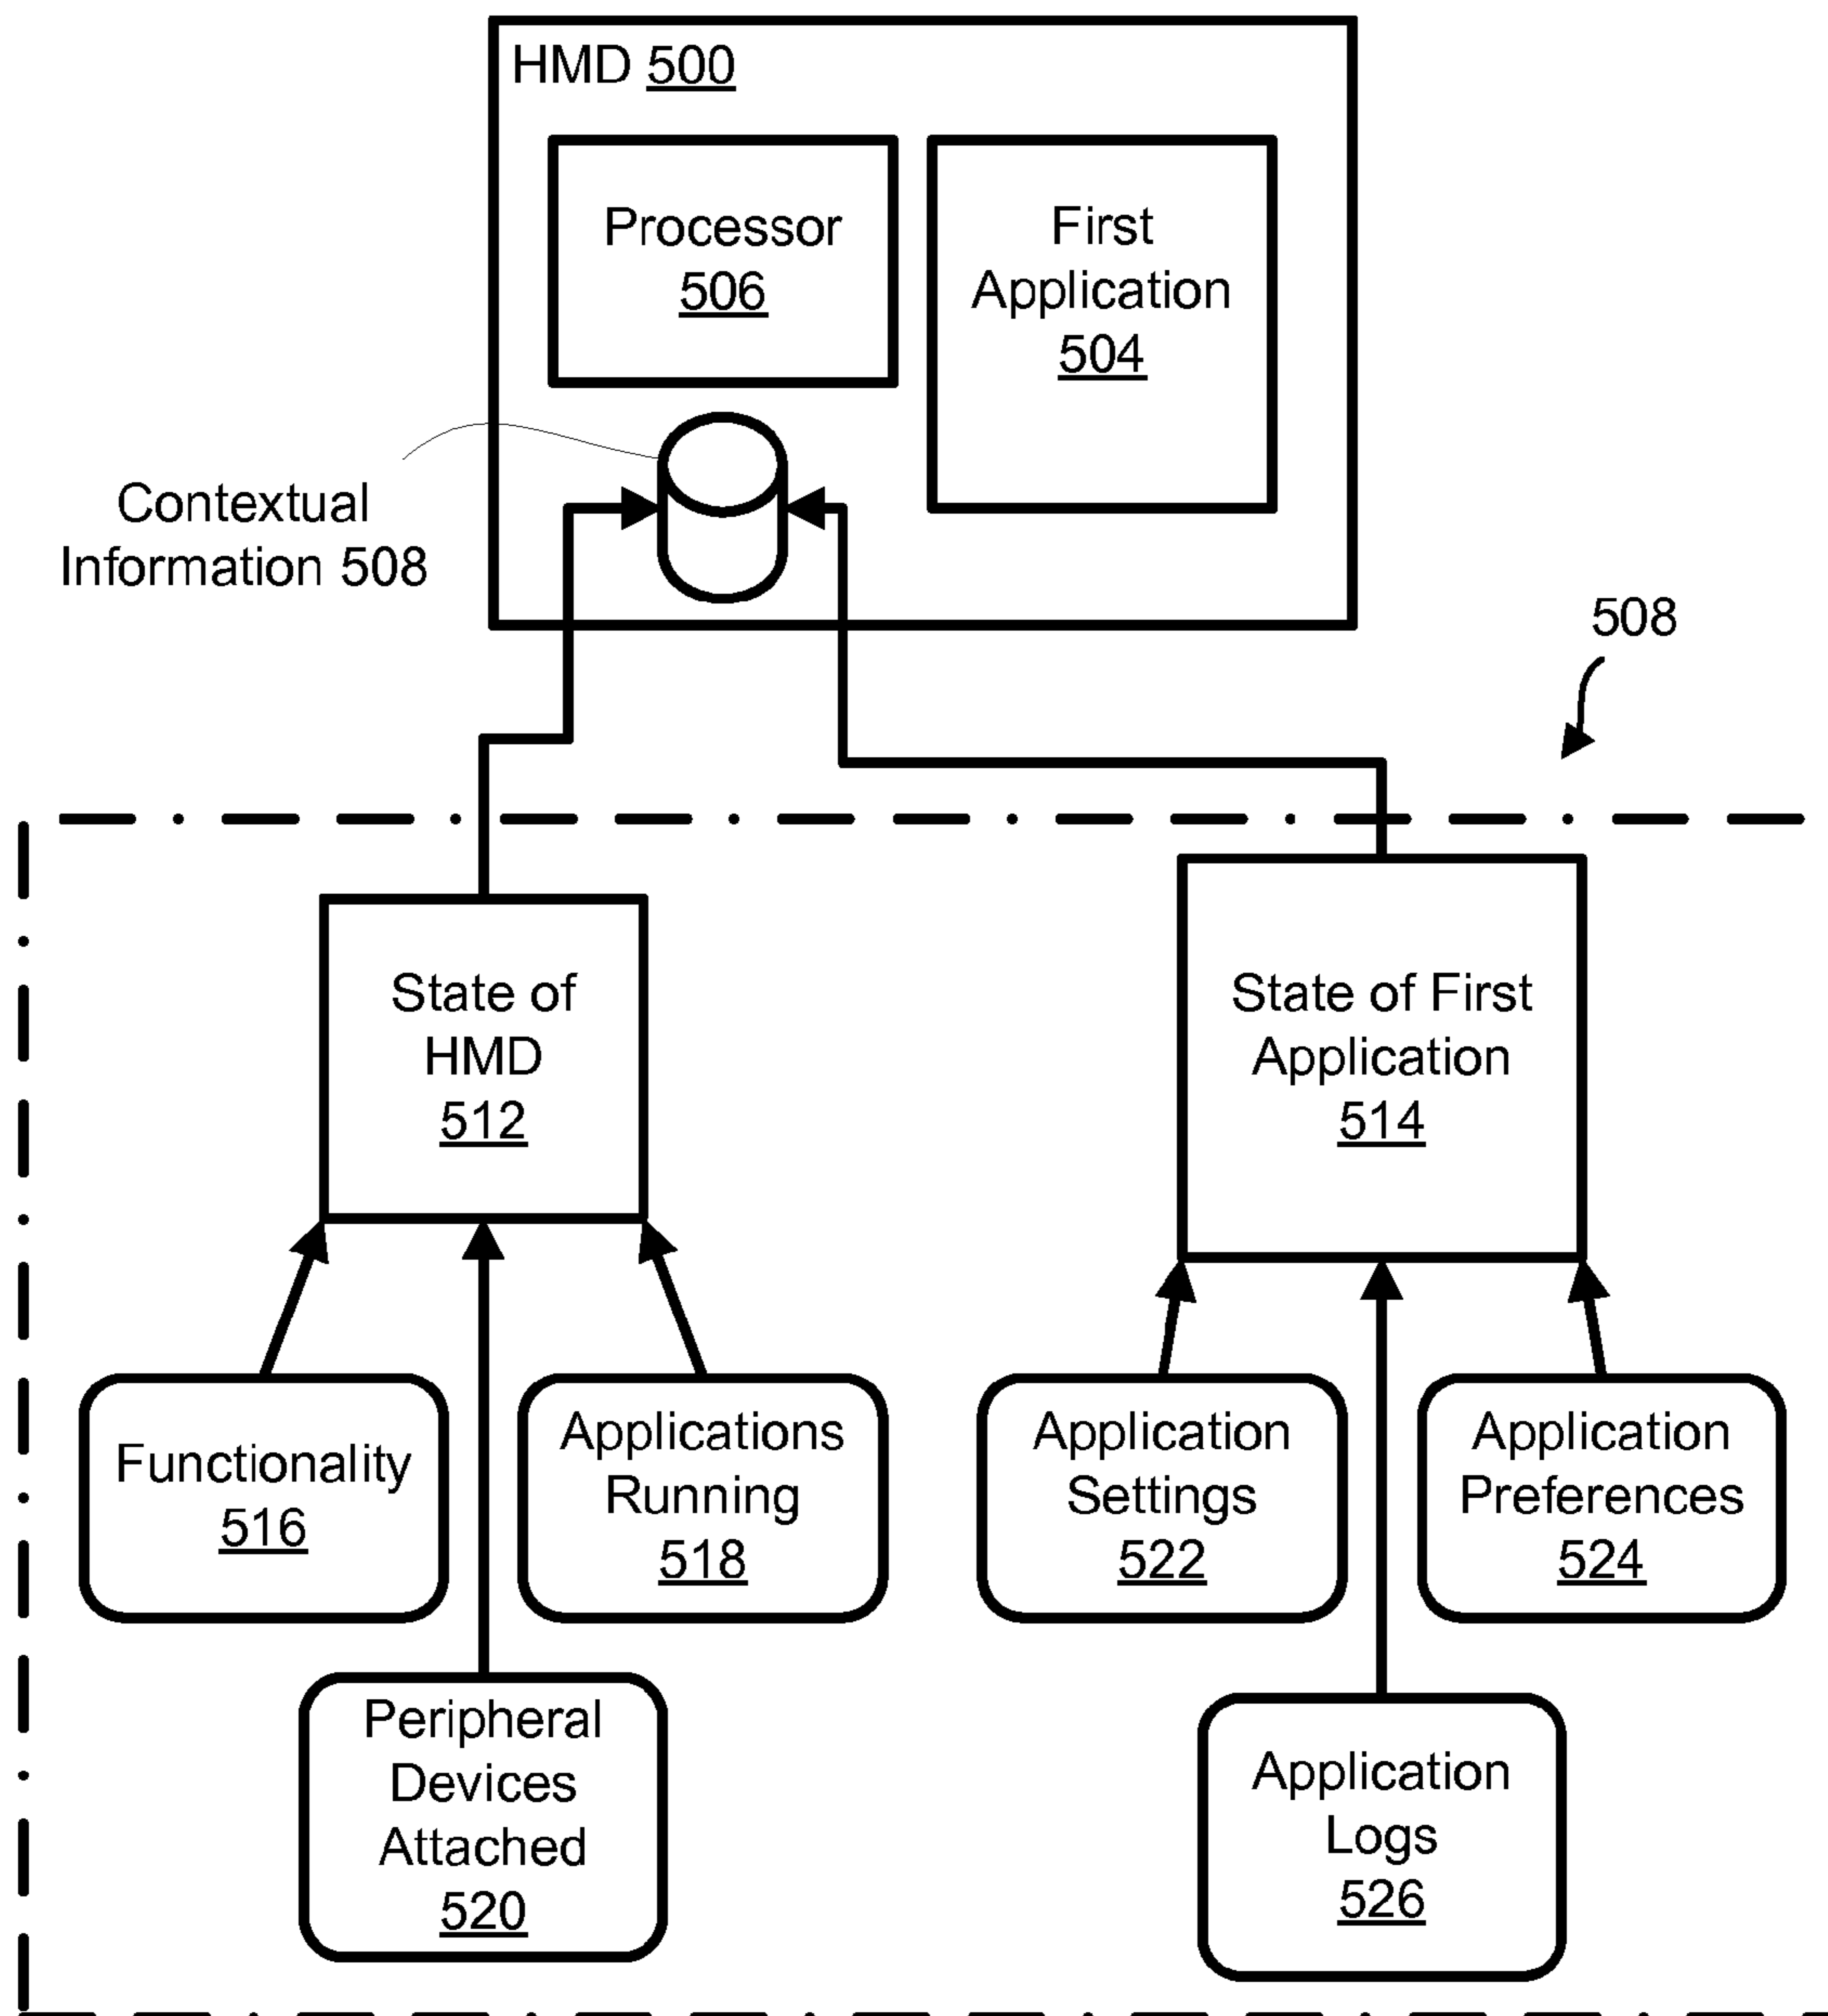 HMD 500
Processor
506
First
Application
504
Contextual
Information 508
508
State of
HMD
512
State of First
Application
514
Functionality
516
Applications
Running
518
Application
Settings
522
Application
Preferences
524
Peripheral
Devices
Attached
520
Application
Logs
526